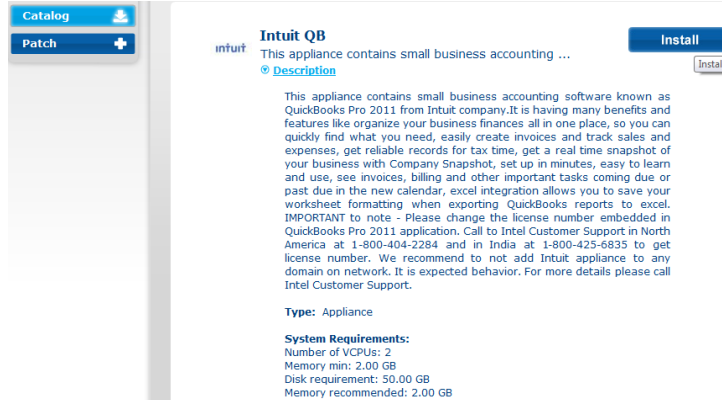 Catalog
Patch
intuit
Intuit QB
This appliance contains small business accounting ...
Description
Install
This appliance contains small business accounting software known as
QuickBooks Pro 2011 from Intuit company.It is having many benefits and
features like organize your business finances all in one place, so you can
quickly find what you need, easily create invoices and track sales and
expenses, get reliable records for tax time, get a real time snapshot of
your business with Company Snapshot, set up in minutes, easy to learn
and use, see invoices, billing and other important tasks coming due or
past due in the new calendar, excel integration allows you to save your
worksheet formatting when exporting QuickBooks reports to excel.
IMPORTANT to note - Please change the license number embedded in
QuickBooks Pro 2011 application. Call to Intel Customer Support in North
America at 1-800-404-2284 and in India at 1-800-425-6835 to get
license number. We recommend to not add Intuit appliance to any
domain on network. It is expected behavior. For more details please call
Intel Customer Support.
Type: Appliance
System Requirements:
Number of VCPUs: 2
Memory min: 2.00 GB
Disk requirement: 50.00 GB
Memory recommended: 2.00 GB